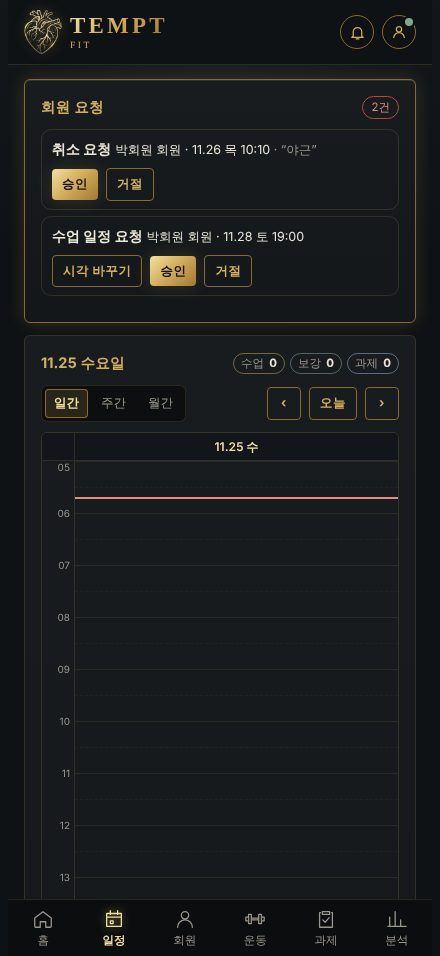 TEMPT
FIT
회원 요청
2건
취소 요청 박회원 회원 · 11.26 목 10:10 · “야근”
승인
거절
수업 일정 요청 박회원 회원 · 11.28 토 19:00
시각 바꾸기
승인
거절
11.25 수요일
수업 0
보강 0
과제 0
일간
주간
월간
‹
오늘
›
11.25 수
05
06
07
08
09
10
11
12
13
홈
일정
회원
운동
과제
분석